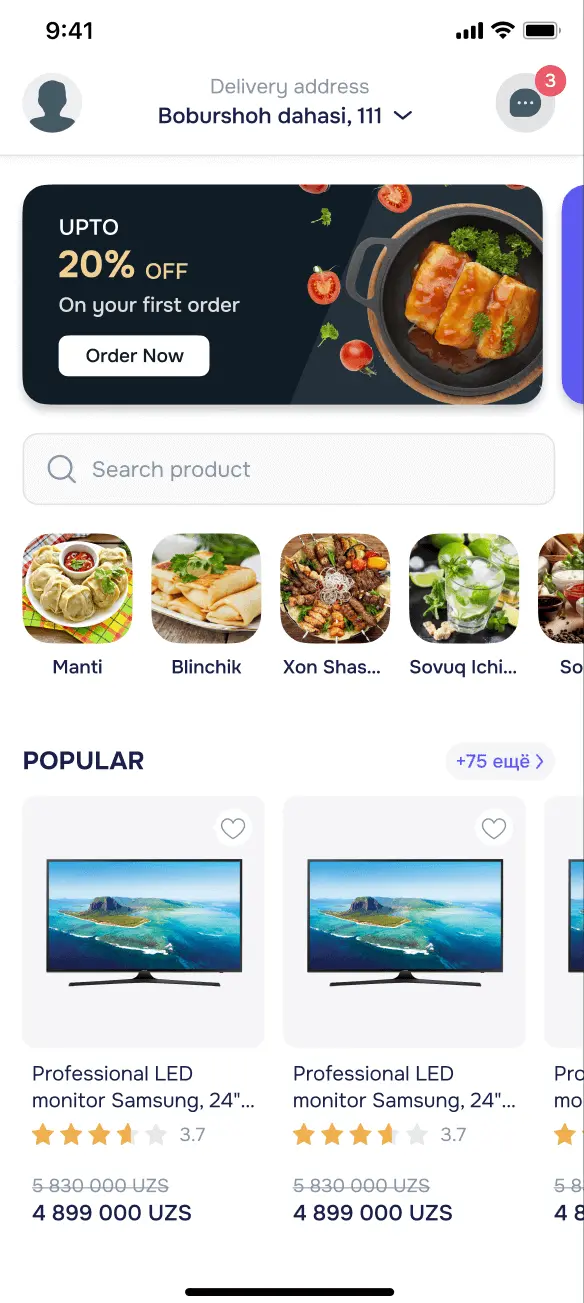 9:41
Delivery address
Boburshoh dahasi, 111
3
UPTO
20% OFF
On your first order
Order Now
Search product
Manti
Blinchik
Xon Shas...
Sovuq Ichi...
So
POPULAR
+75 ещё
Professional LED
monitor Samsung, 24"...
3.7
5 830 000 UZS
4 899 000 UZS
Professional LED
monitor Samsung, 24"...
3.7
5 830 000 UZS
4 899 000 UZS
Pro
mo
5 8
4 8